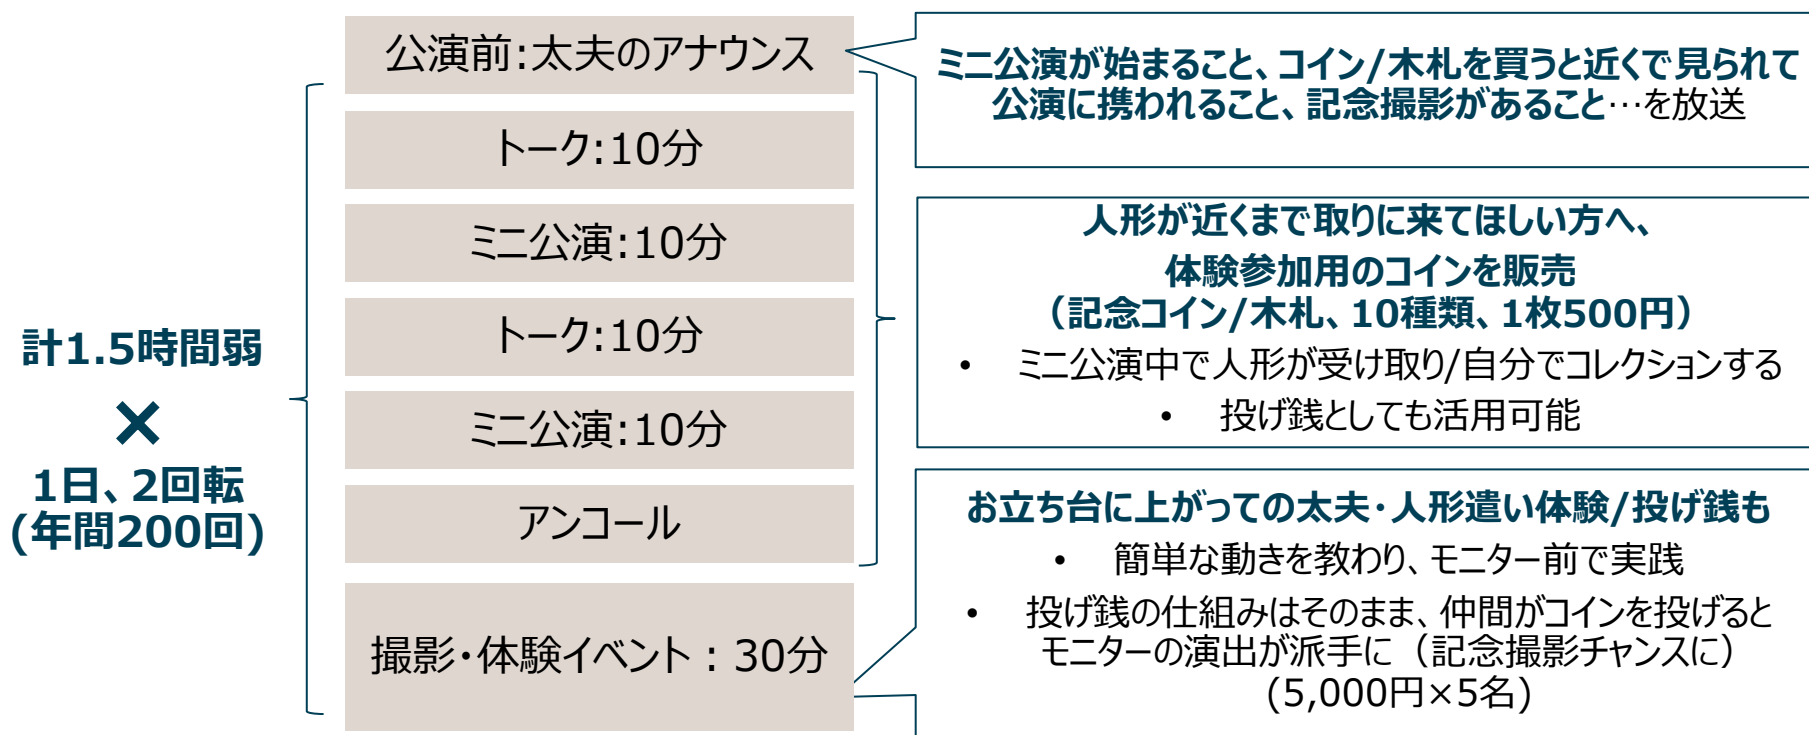 公演前:太夫のアナウンス
トーク:10分
ミニ公演:10分
トーク:10分
ミニ公演:10分
アンコール
撮影・体験イベント：30分
計1.5時間弱
×
1日、2回転
(年間200回)
ミニ公演が始まること、コイン/木札を買うと近くで見られて
公演に携われること、記念撮影があること…を放送
人形が近くまで取りに来てほしい方へ、
体験参加用のコインを販売
（記念コイン/木札、10種類、1枚500円）
• ミニ公演中で人形が受け取り/自分でコレクションする
• 投げ銭としても活用可能
お立ち台に上がっての太夫・人形遣い体験/投げ銭も
• 簡単な動きを教わり、モニター前で実践
• 投げ銭の仕組みはそのまま、仲間がコインを投げると
モニターの演出が派手に（記念撮影チャンスに）
(5,000円×5名)